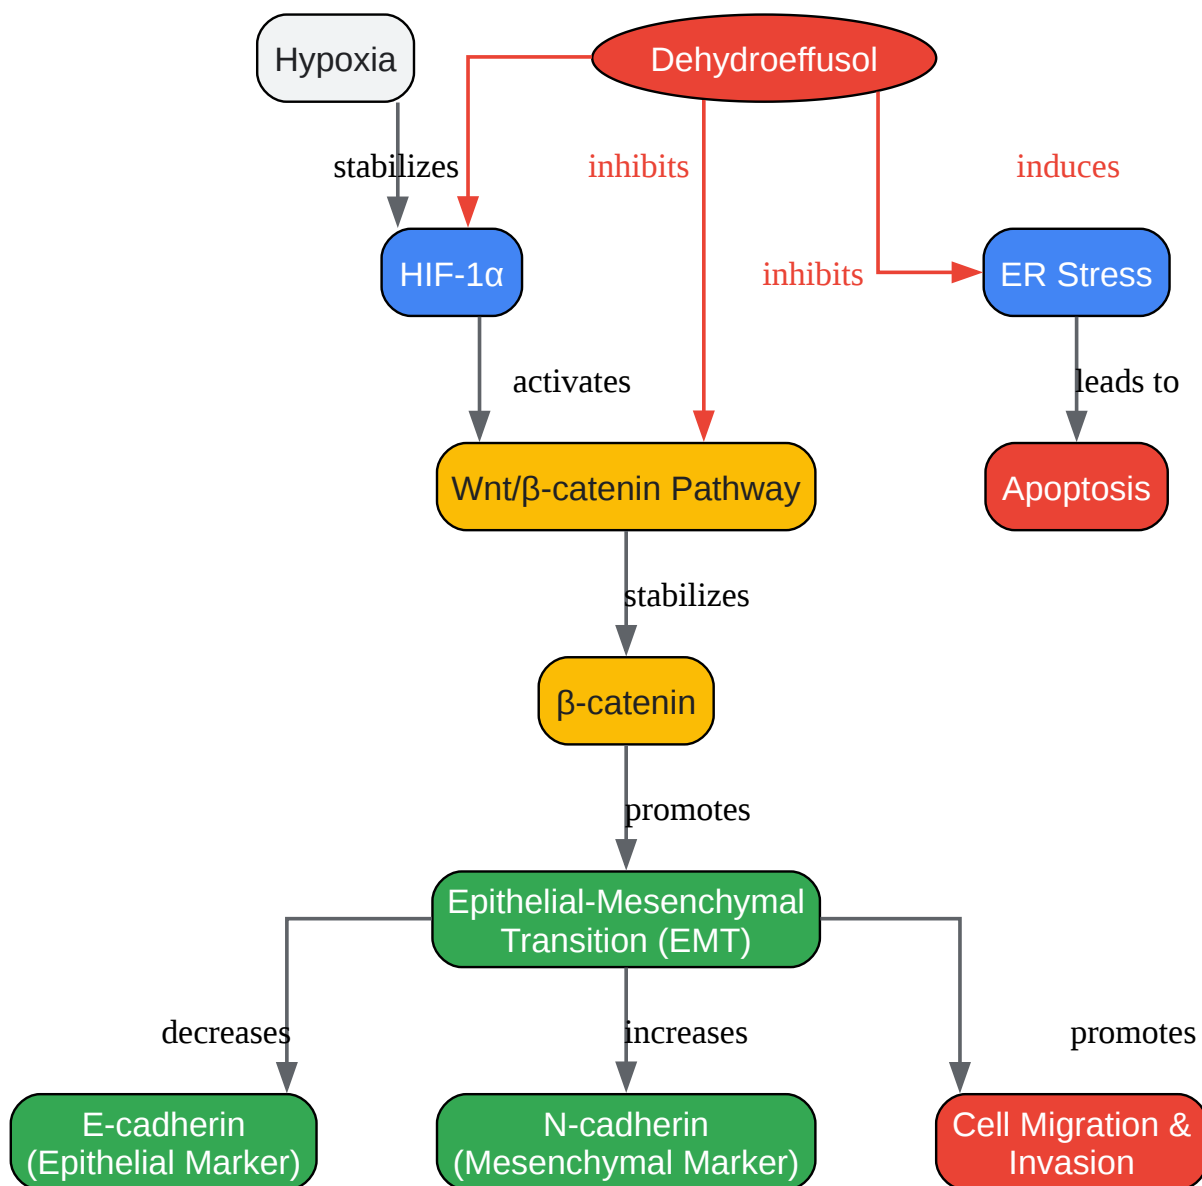 Hypoxia
Dehydroeffusol
stabilizes
inhibits
induces
HIF-1α
inhibits
ER Stress
activates
leads to
Wnt/β-catenin Pathway
Apoptosis
stabilizes
β-catenin
promotes
Epithelial-Mesenchymal
Transition (EMT)
decreases
increases
promotes
E-cadherin
(Epithelial Marker)
N-cadherin
(Mesenchymal Marker)
Cell Migration &
Invasion